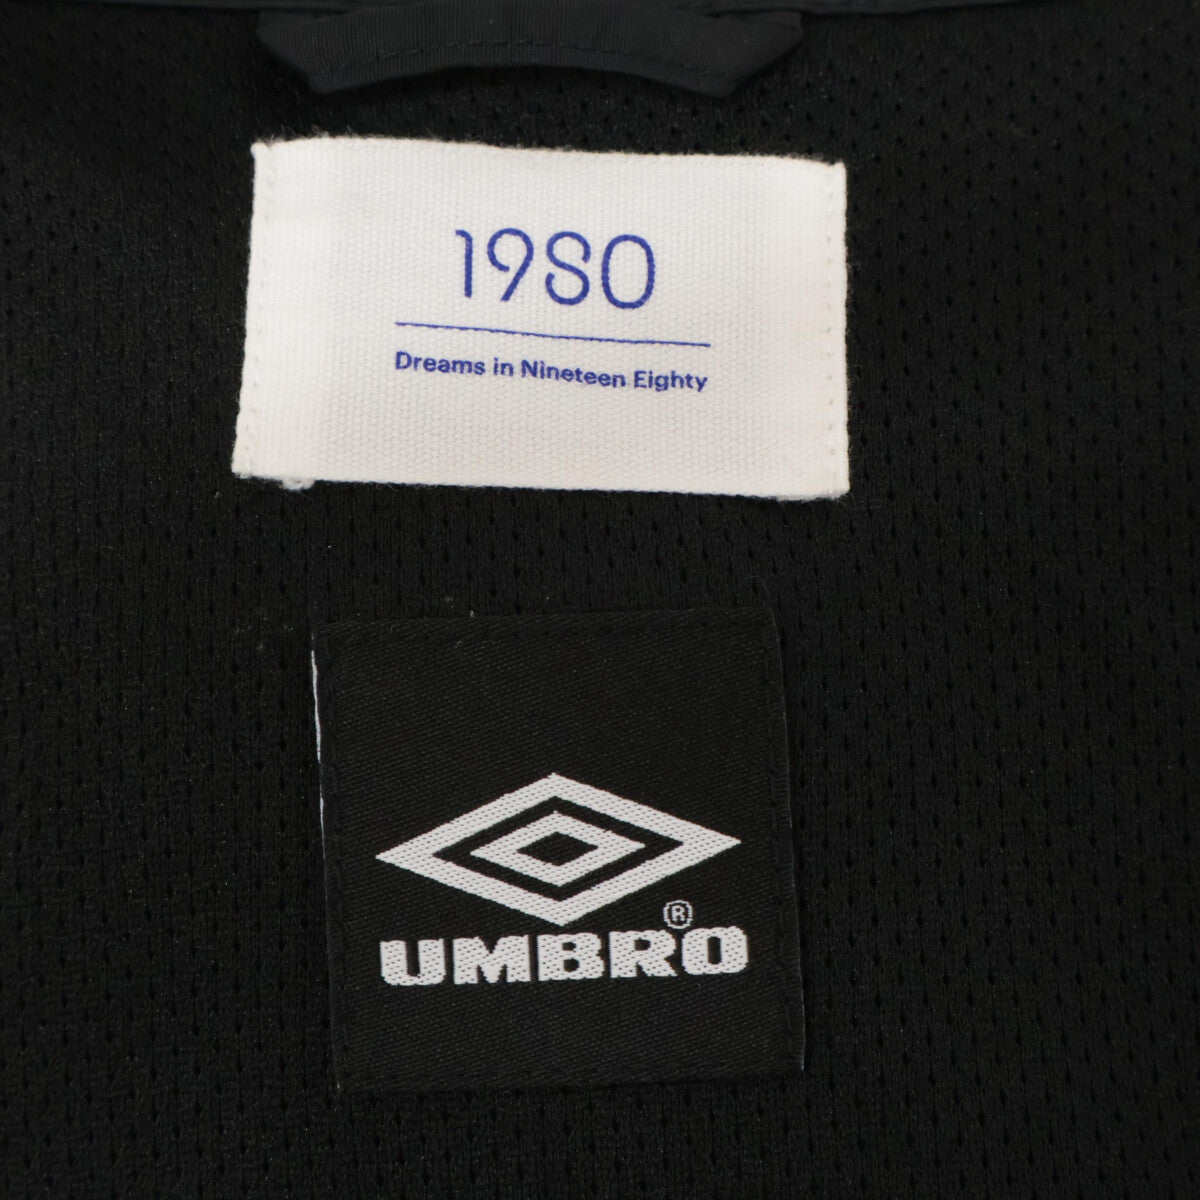 1980
Dreams in Nineteen Eighty
®
UMBRO